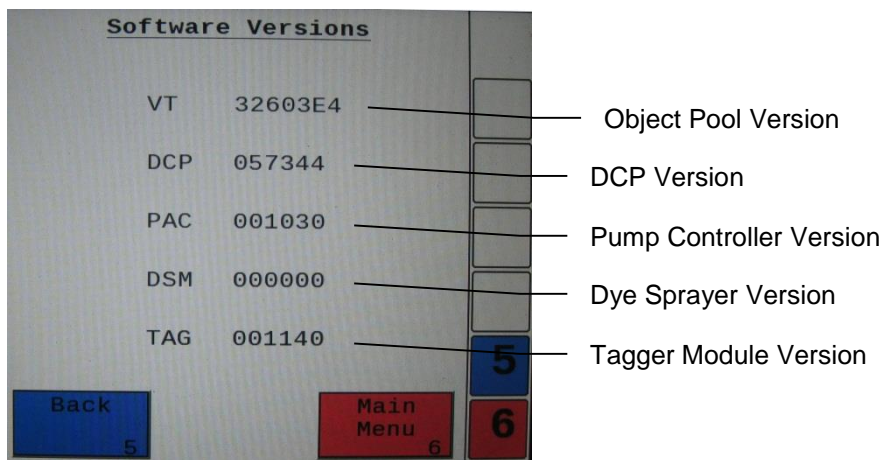 Software Versions
VT 32603E4
Object Pool Version
DCP 057344
DCP Version
PAC 001030
Pump Controller Version
DSM 000000
Dye Sprayer Version
TAG 001140
Tagger Module Version
5
Back
5
Main
Menu
6
6